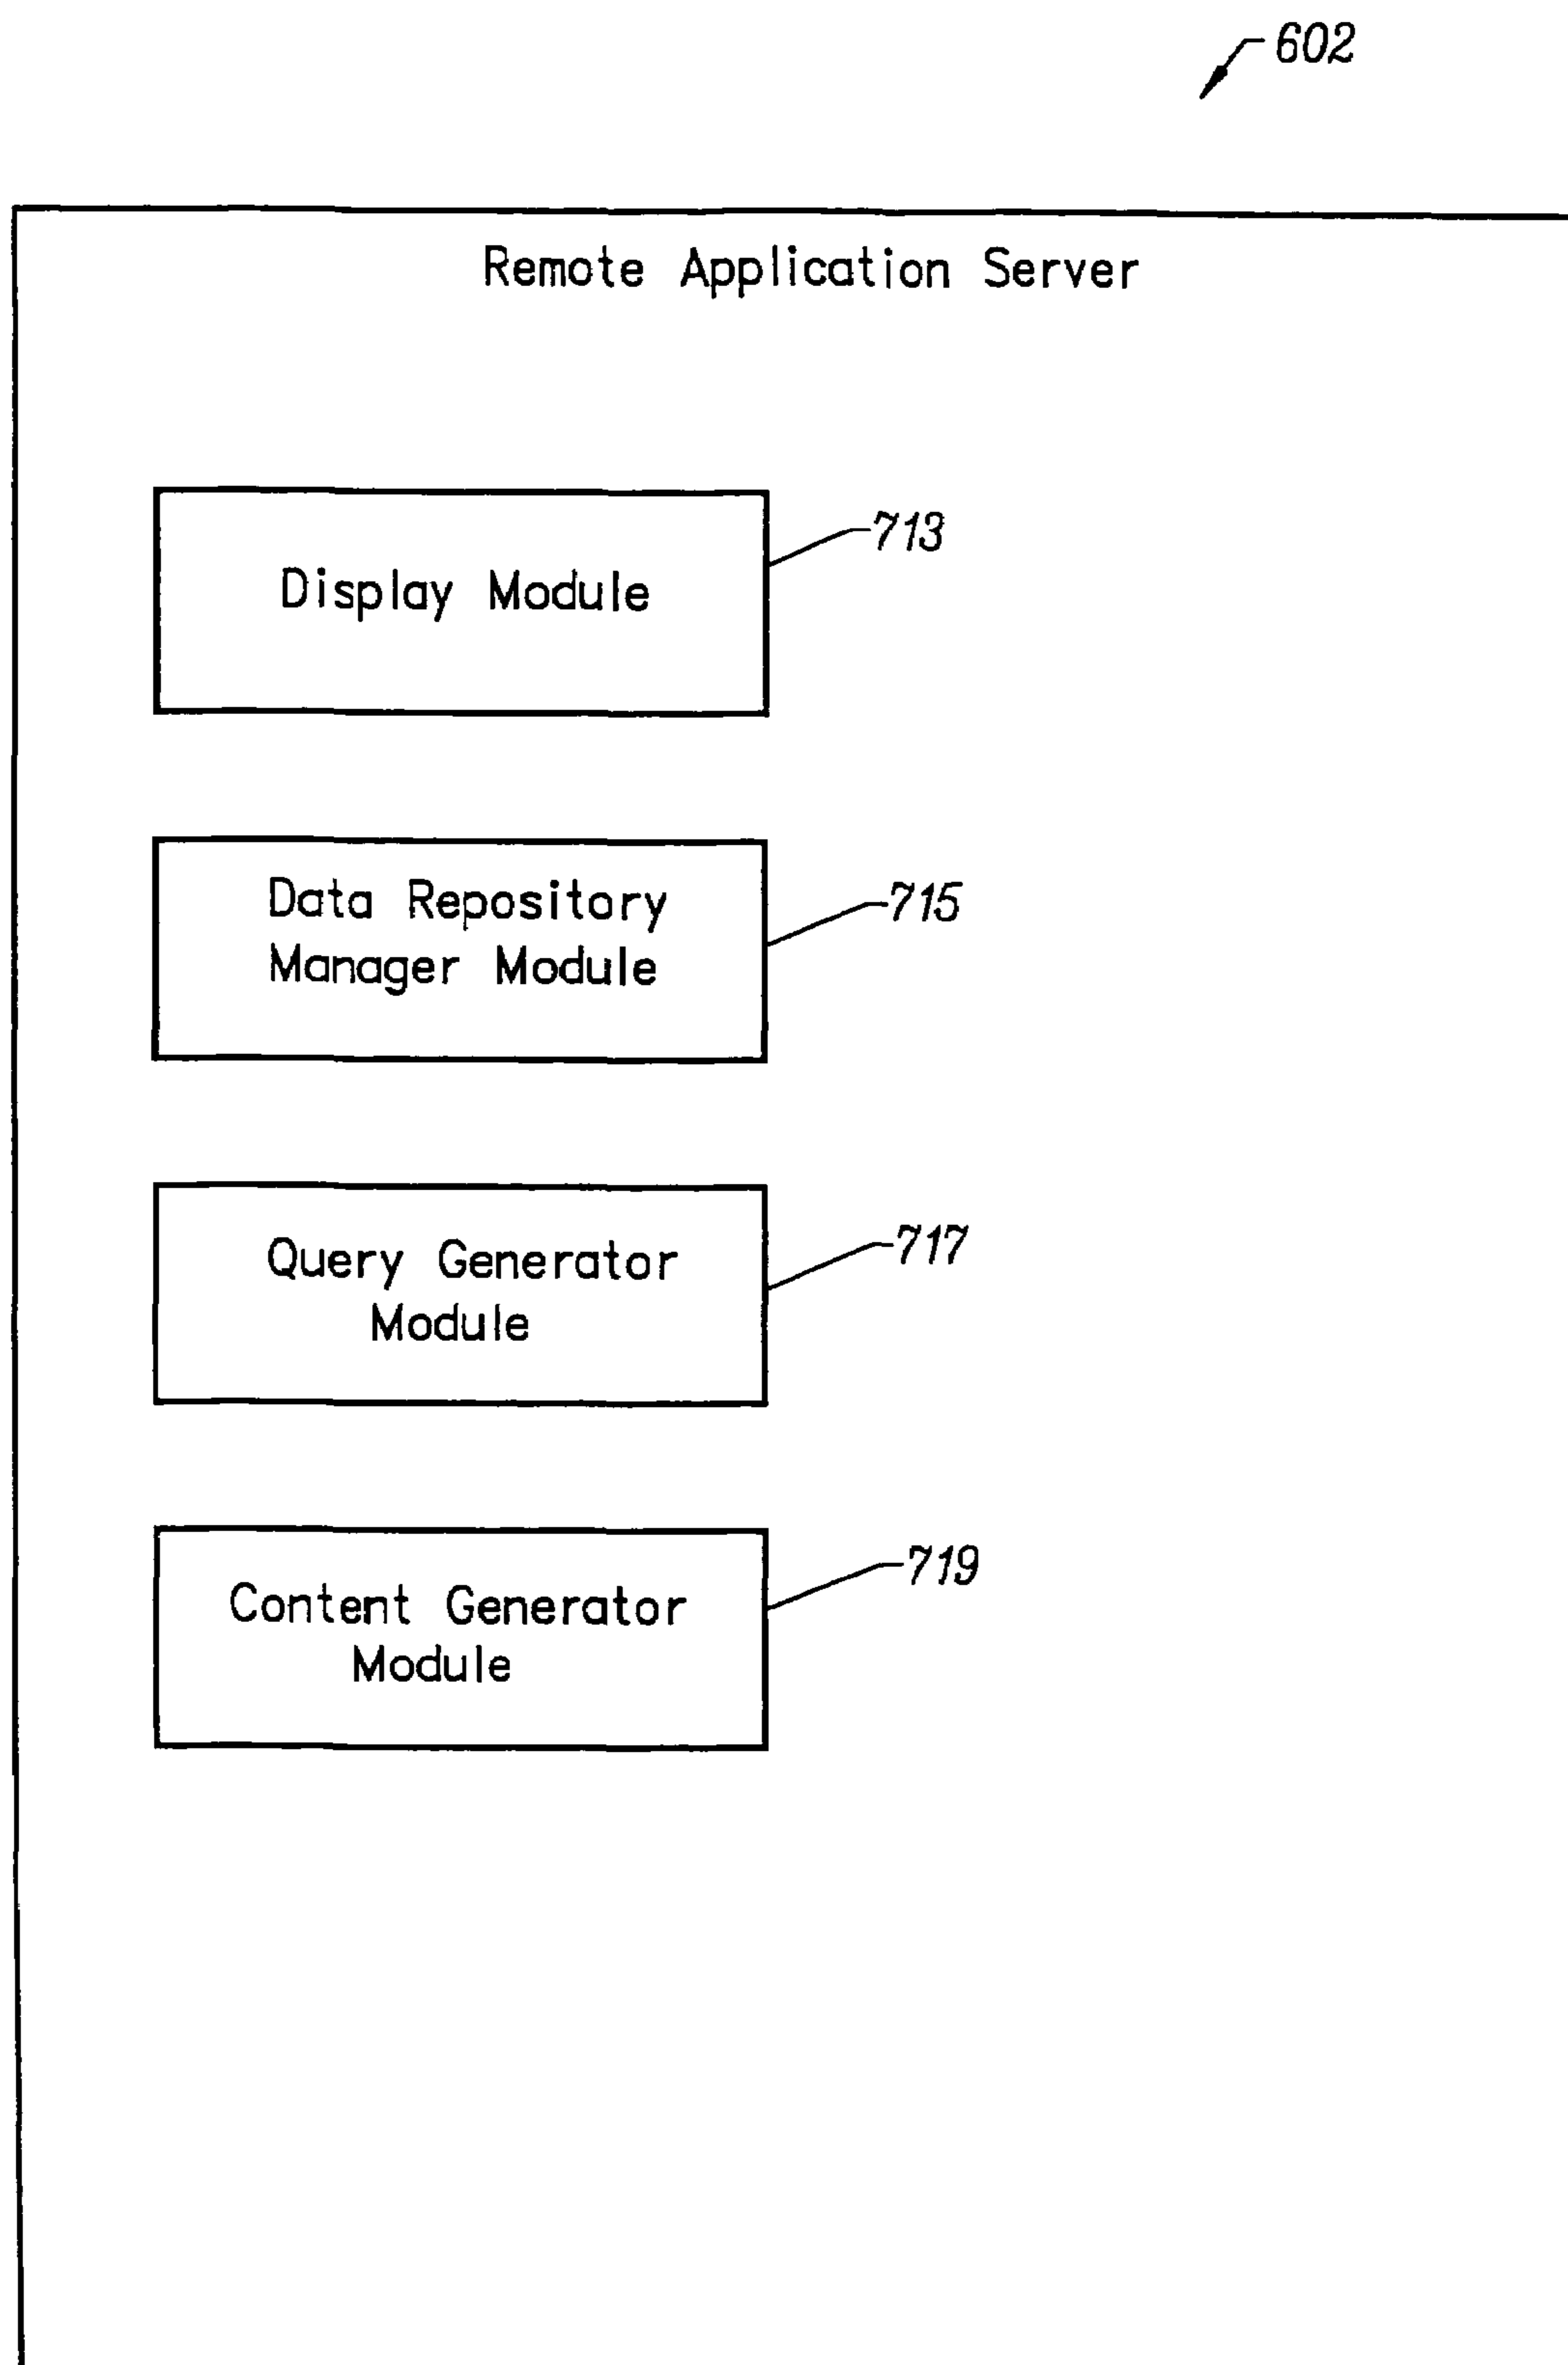 602
Remote Application Server
713
Display Module
715
Data Repository
Manager Module
717
Query Generator
Module
719
Content Generator
Module